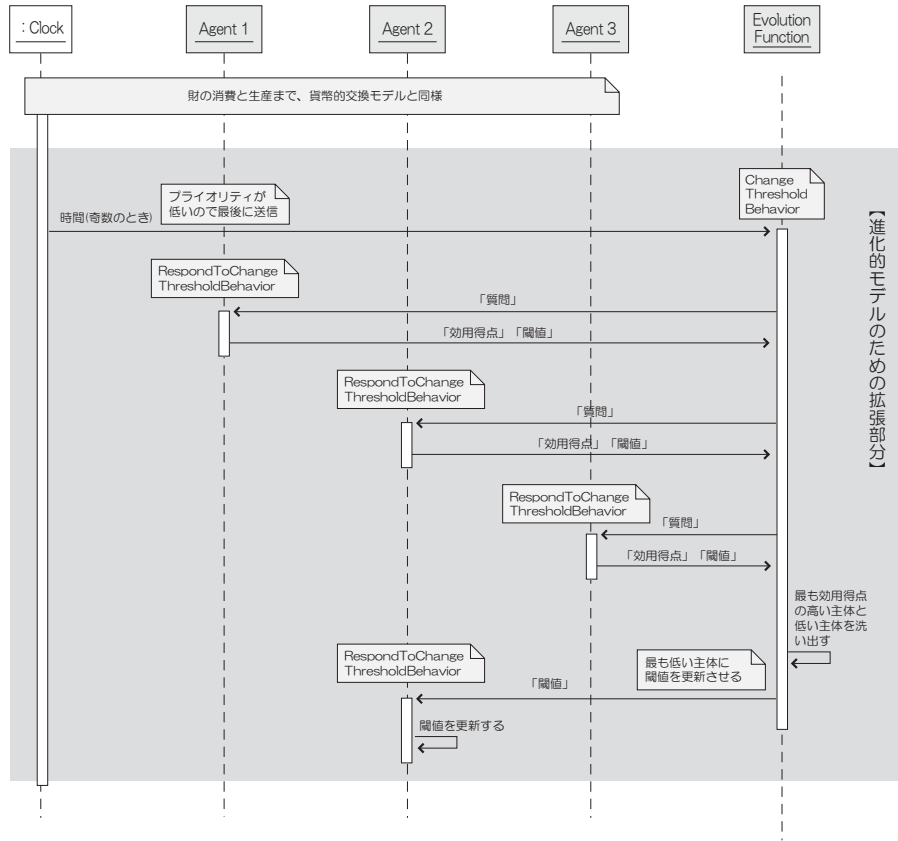 : Clock
Agent 1
Agent 2
Agent 3
Evolution
Function
財の消費と生産まで、貨幣的交換モデルと同様
プライオリティが
低いので最後に送信
Change
Threshold
Behavior
時間(奇数のとき)
【進化的モデルのための拡張部分】
RespondToChange
ThresholdBehavior
「質問」
「効用得点」「閾値」
RespondToChange
ThresholdBehavior
「質問」
「効用得点」「閾値」
RespondToChange
ThresholdBehavior
「質問」
「効用得点」「閾値」
最も効用得点
の高い主体と
低い主体を洗
い出す
RespondToChange
ThresholdBehavior
最も低い主体に
閾値を更新させる
「閾値」
閾値を更新する